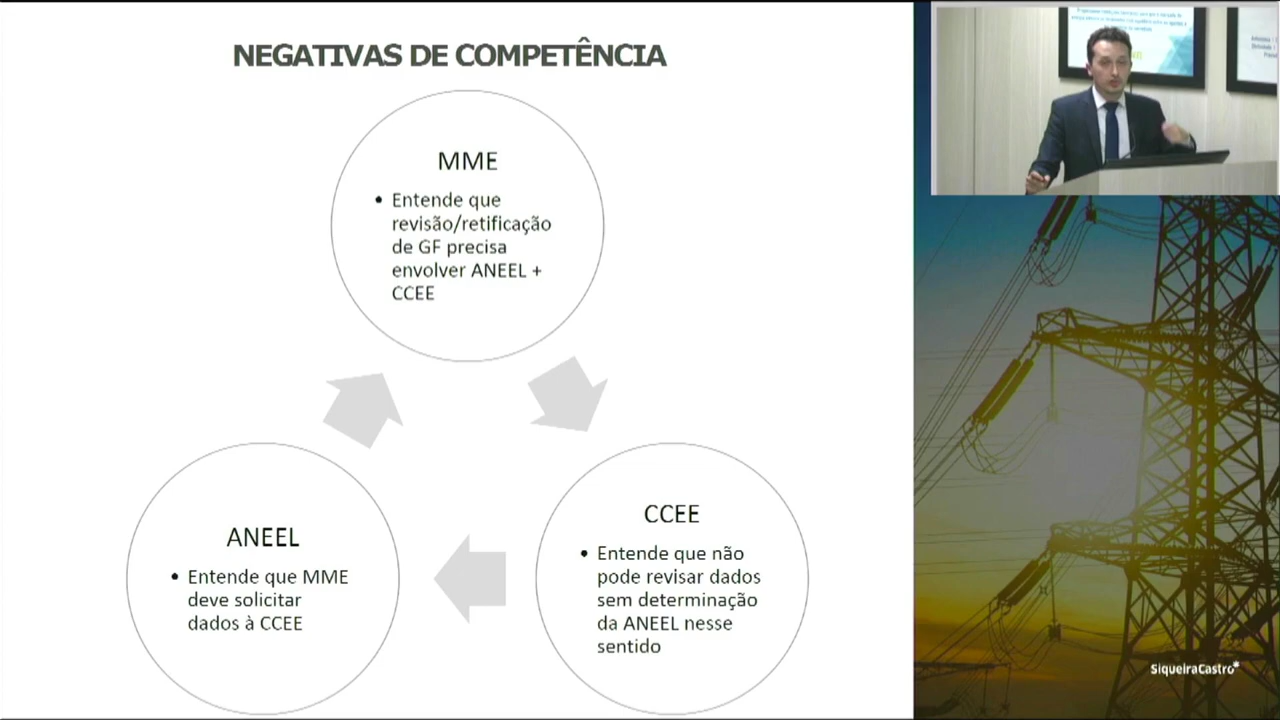 NEGATIVAS DE COMPETÊNCIA
MME
• Entende que
revisão/retificação
de GF precisa
envolver ANEEL +
CCEE
ANEEL
• Entende que MME
deve solicitar
dados à CCEE
CCEE
• Entende que não
pode revisar dados
sem determinação
da ANEEL nesse
sentido
SiqueiraCastro*